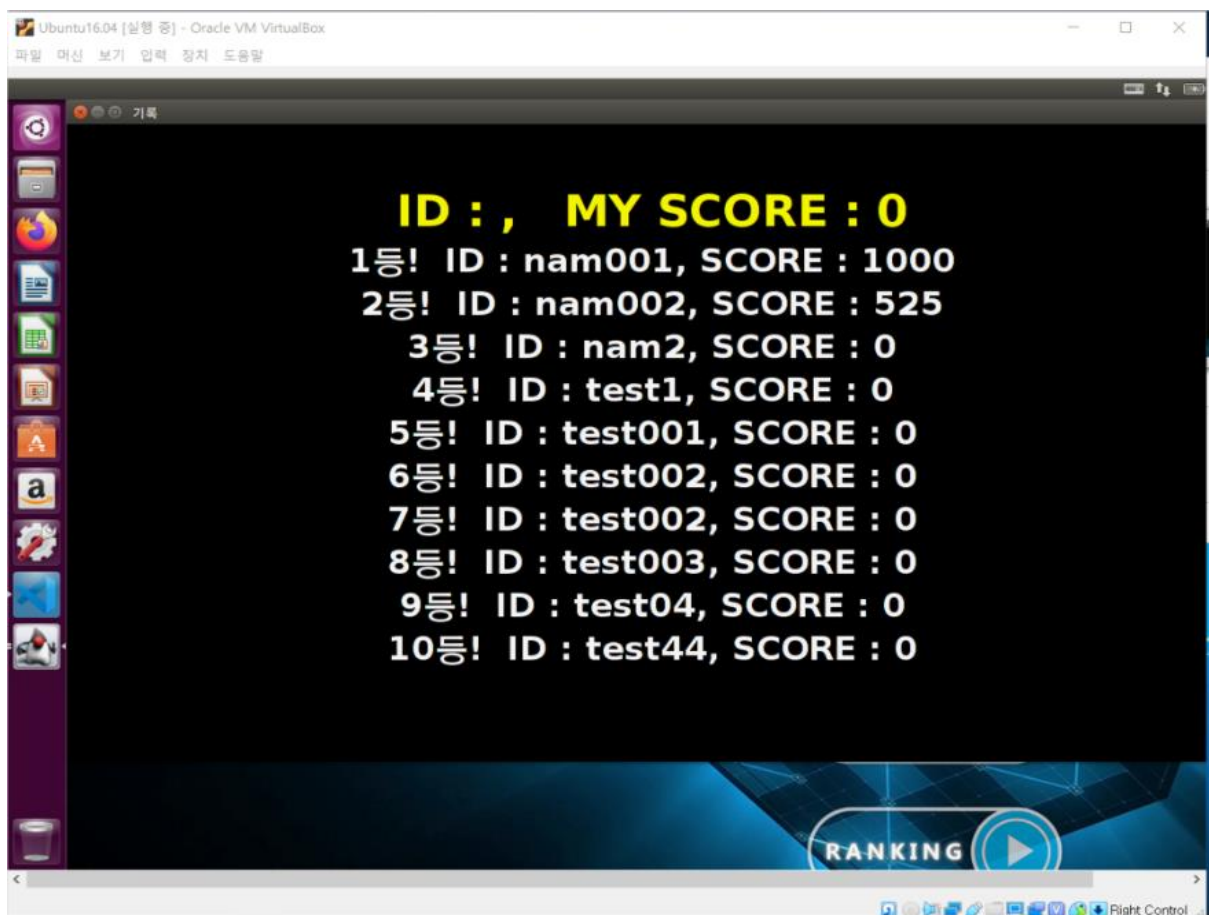 Ubuntu16.04 [실행 중] - Oracle VM VirtualBox
파일 머신 보기 입력 장치 도움말
기록
ID : , MY SCORE : 0
1등! ID : nam001, SCORE : 1000
2등! ID : nam002, SCORE : 525
3등! ID : nam2, SCORE : 0
4등! ID : test1, SCORE : 0
5등! ID : test001, SCORE : 0
6등! ID : test002, SCORE : 0
7등! ID : test002, SCORE : 0
8등! ID : test003, SCORE : 0
9등! ID : test04, SCORE : 0
10등! ID : test44, SCORE : 0
RANKING
Right Control